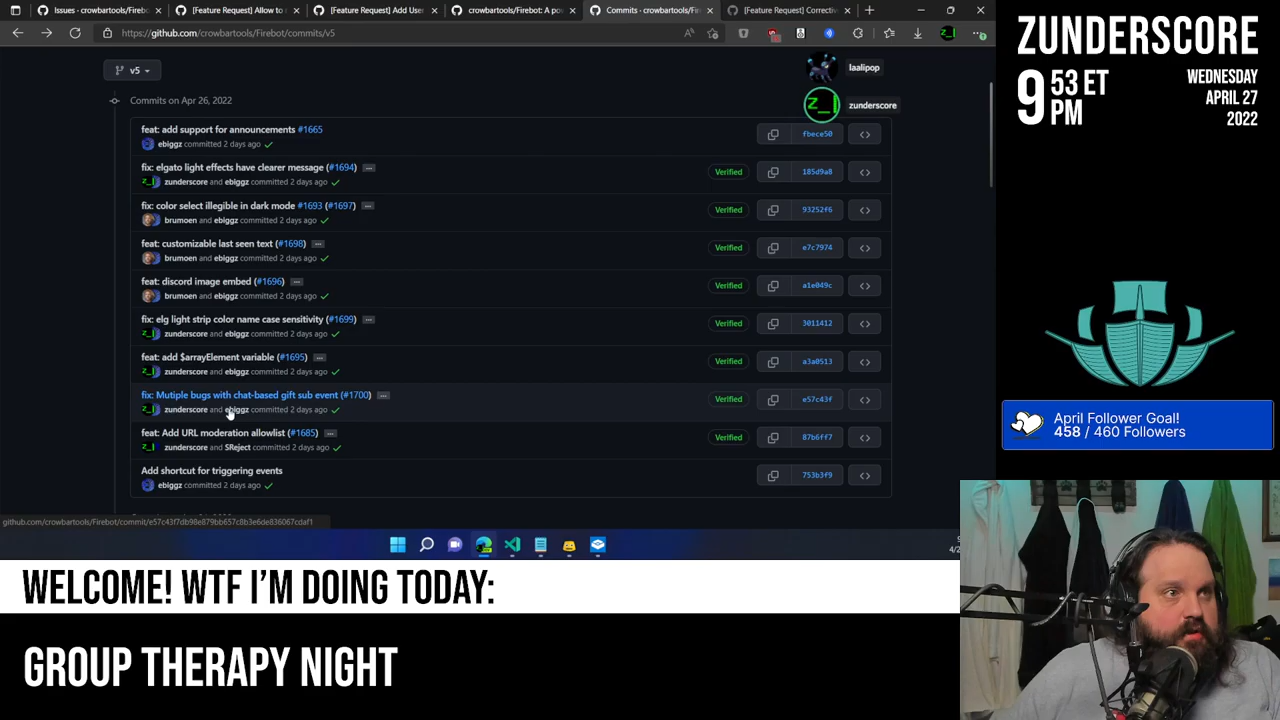 Issues · crowbartools/Fireb
[Feature Request] Allow to r
[Feature Request] Add User
crowbartools/Firebot: A po
Commits · crowbartools/Fire
[Feature Request] Correctiv
https://github.com/crowbartools/Firebot/commits/v5
v5
laalipop
zunderscore
Commits on Apr 26, 2022
feat: add support for announcements #1665
ebiggz committed 2 days ago
fbece50
fix: elgato light effects have clearer message (#1694)
zunderscore and ebiggz committed 2 days ago
Verified
185d9a8
fix: color select illegible in dark mode #1693 (#1697)
brumoen and ebiggz committed 2 days ago
Verified
93252f6
feat: customizable last seen text (#1698)
brumoen and ebiggz committed 2 days ago
Verified
e7c7974
feat: discord image embed (#1696)
brumoen and ebiggz committed 2 days ago
Verified
a1e049c
fix: elg light strip color name case sensitivity (#1699)
zunderscore and ebiggz committed 2 days ago
Verified
3011412
feat: add $arrayElement variable (#1695)
zunderscore and ebiggz committed 2 days ago
Verified
a3a0513
fix: Mutiple bugs with chat-based gift sub event (#1700)
zunderscore and ebiggz committed 2 days ago
Verified
e57c43f
feat: Add URL moderation allowlist (#1685)
zunderscore and SReject committed 2 days ago
Verified
87b6ff7
Add shortcut for triggering events
ebiggz committed 2 days ago
753b3f9
ZUNDERSCORE
9 53 ET PM
WEDNESDAY
APRIL 27
2022
April Follower Goal!
458 / 460 Followers
WELCOME! WTF I'M DOING TODAY:
GROUP THERAPY NIGHT